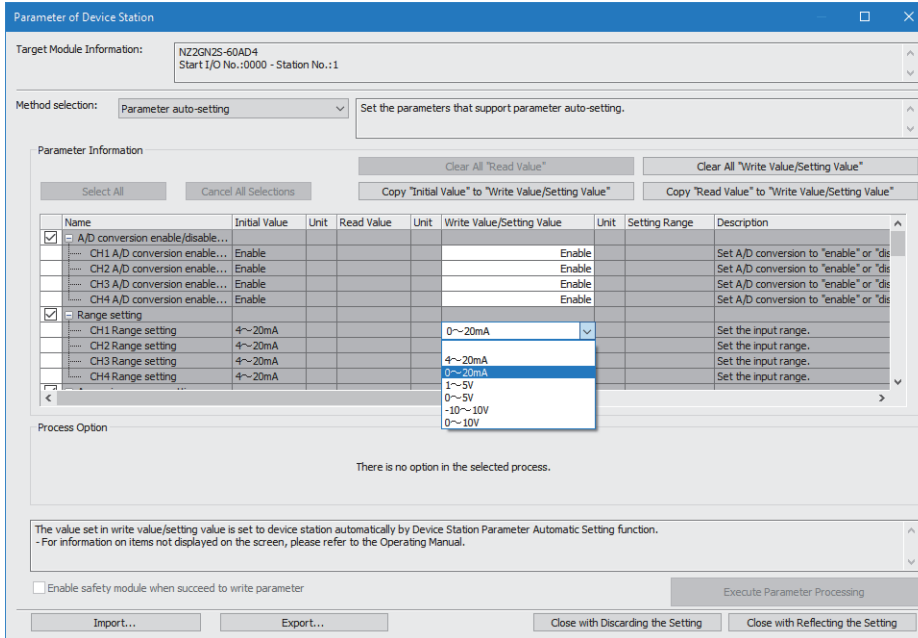 Parameter of Device Station
Target Module Information:
NZ2GN2S-60AD4
Start I/O No.:0000 - Station No.:1
Method selection:
Parameter auto-setting
Set the parameters that support parameter auto-setting.
Parameter Information
Clear All "Read Value"
Clear All "Write Value/Setting Value"
Select All
Cancel All Selections
Copy "Initial Value" to "Write Value/Setting Value"
Copy "Read Value" to "Write Value/Setting Value"
Name Initial Value Unit Read Value Unit Write Value/Setting Value Unit Setting Range Description
A/D conversion enable/disable...
CH1 A/D conversion enable... Enable Enable Set A/D conversion to "enable" or "dis
CH2 A/D conversion enable... Enable Enable Set A/D conversion to "enable" or "dis
CH3 A/D conversion enable... Enable Enable Set A/D conversion to "enable" or "dis
CH4 A/D conversion enable... Enable Enable Set A/D conversion to "enable" or "dis
Range setting
CH1 Range setting 4～20mA 0～20mA Set the input range.
CH2 Range setting 4～20mA Set the input range.
CH3 Range setting 4～20mA Set the input range.
CH4 Range setting 4～20mA Set the input range.
4～20mA
0～20mA
1～5V
0～5V
-10～10V
0～10V
Process Option
There is no option in the selected process.
The value set in write value/setting value is set to device station automatically by Device Station Parameter Automatic Setting function.
- For information on items not displayed on the screen, please refer to the Operating Manual.
Enable safety module when succeed to write parameter
Execute Parameter Processing
Import...
Export...
Close with Discarding the Setting
Close with Reflecting the Setting